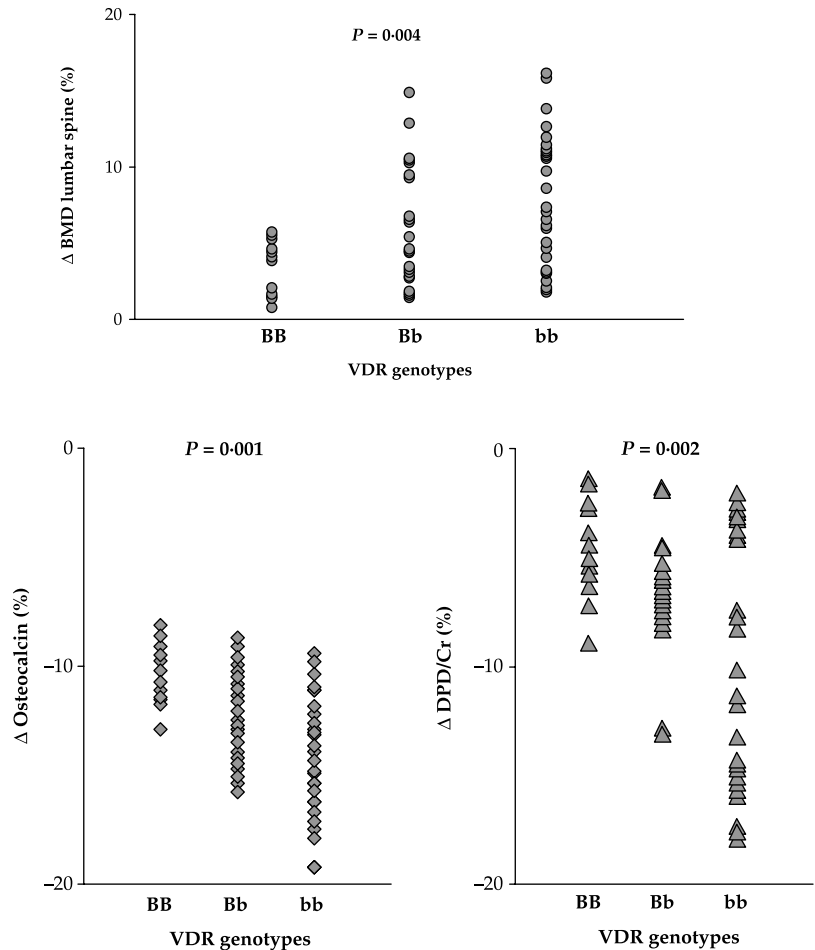 20
P = 0·004
Δ BMD lumbar spine (%)
10
0
BB Bb bb
VDR genotypes
0
P = 0·001
Δ Osteocalcin (%)
–10
–20
BB Bb bb
VDR genotypes
0
P = 0·002
Δ DPD/Cr (%)
–10
–20
BB Bb bb
VDR genotypes